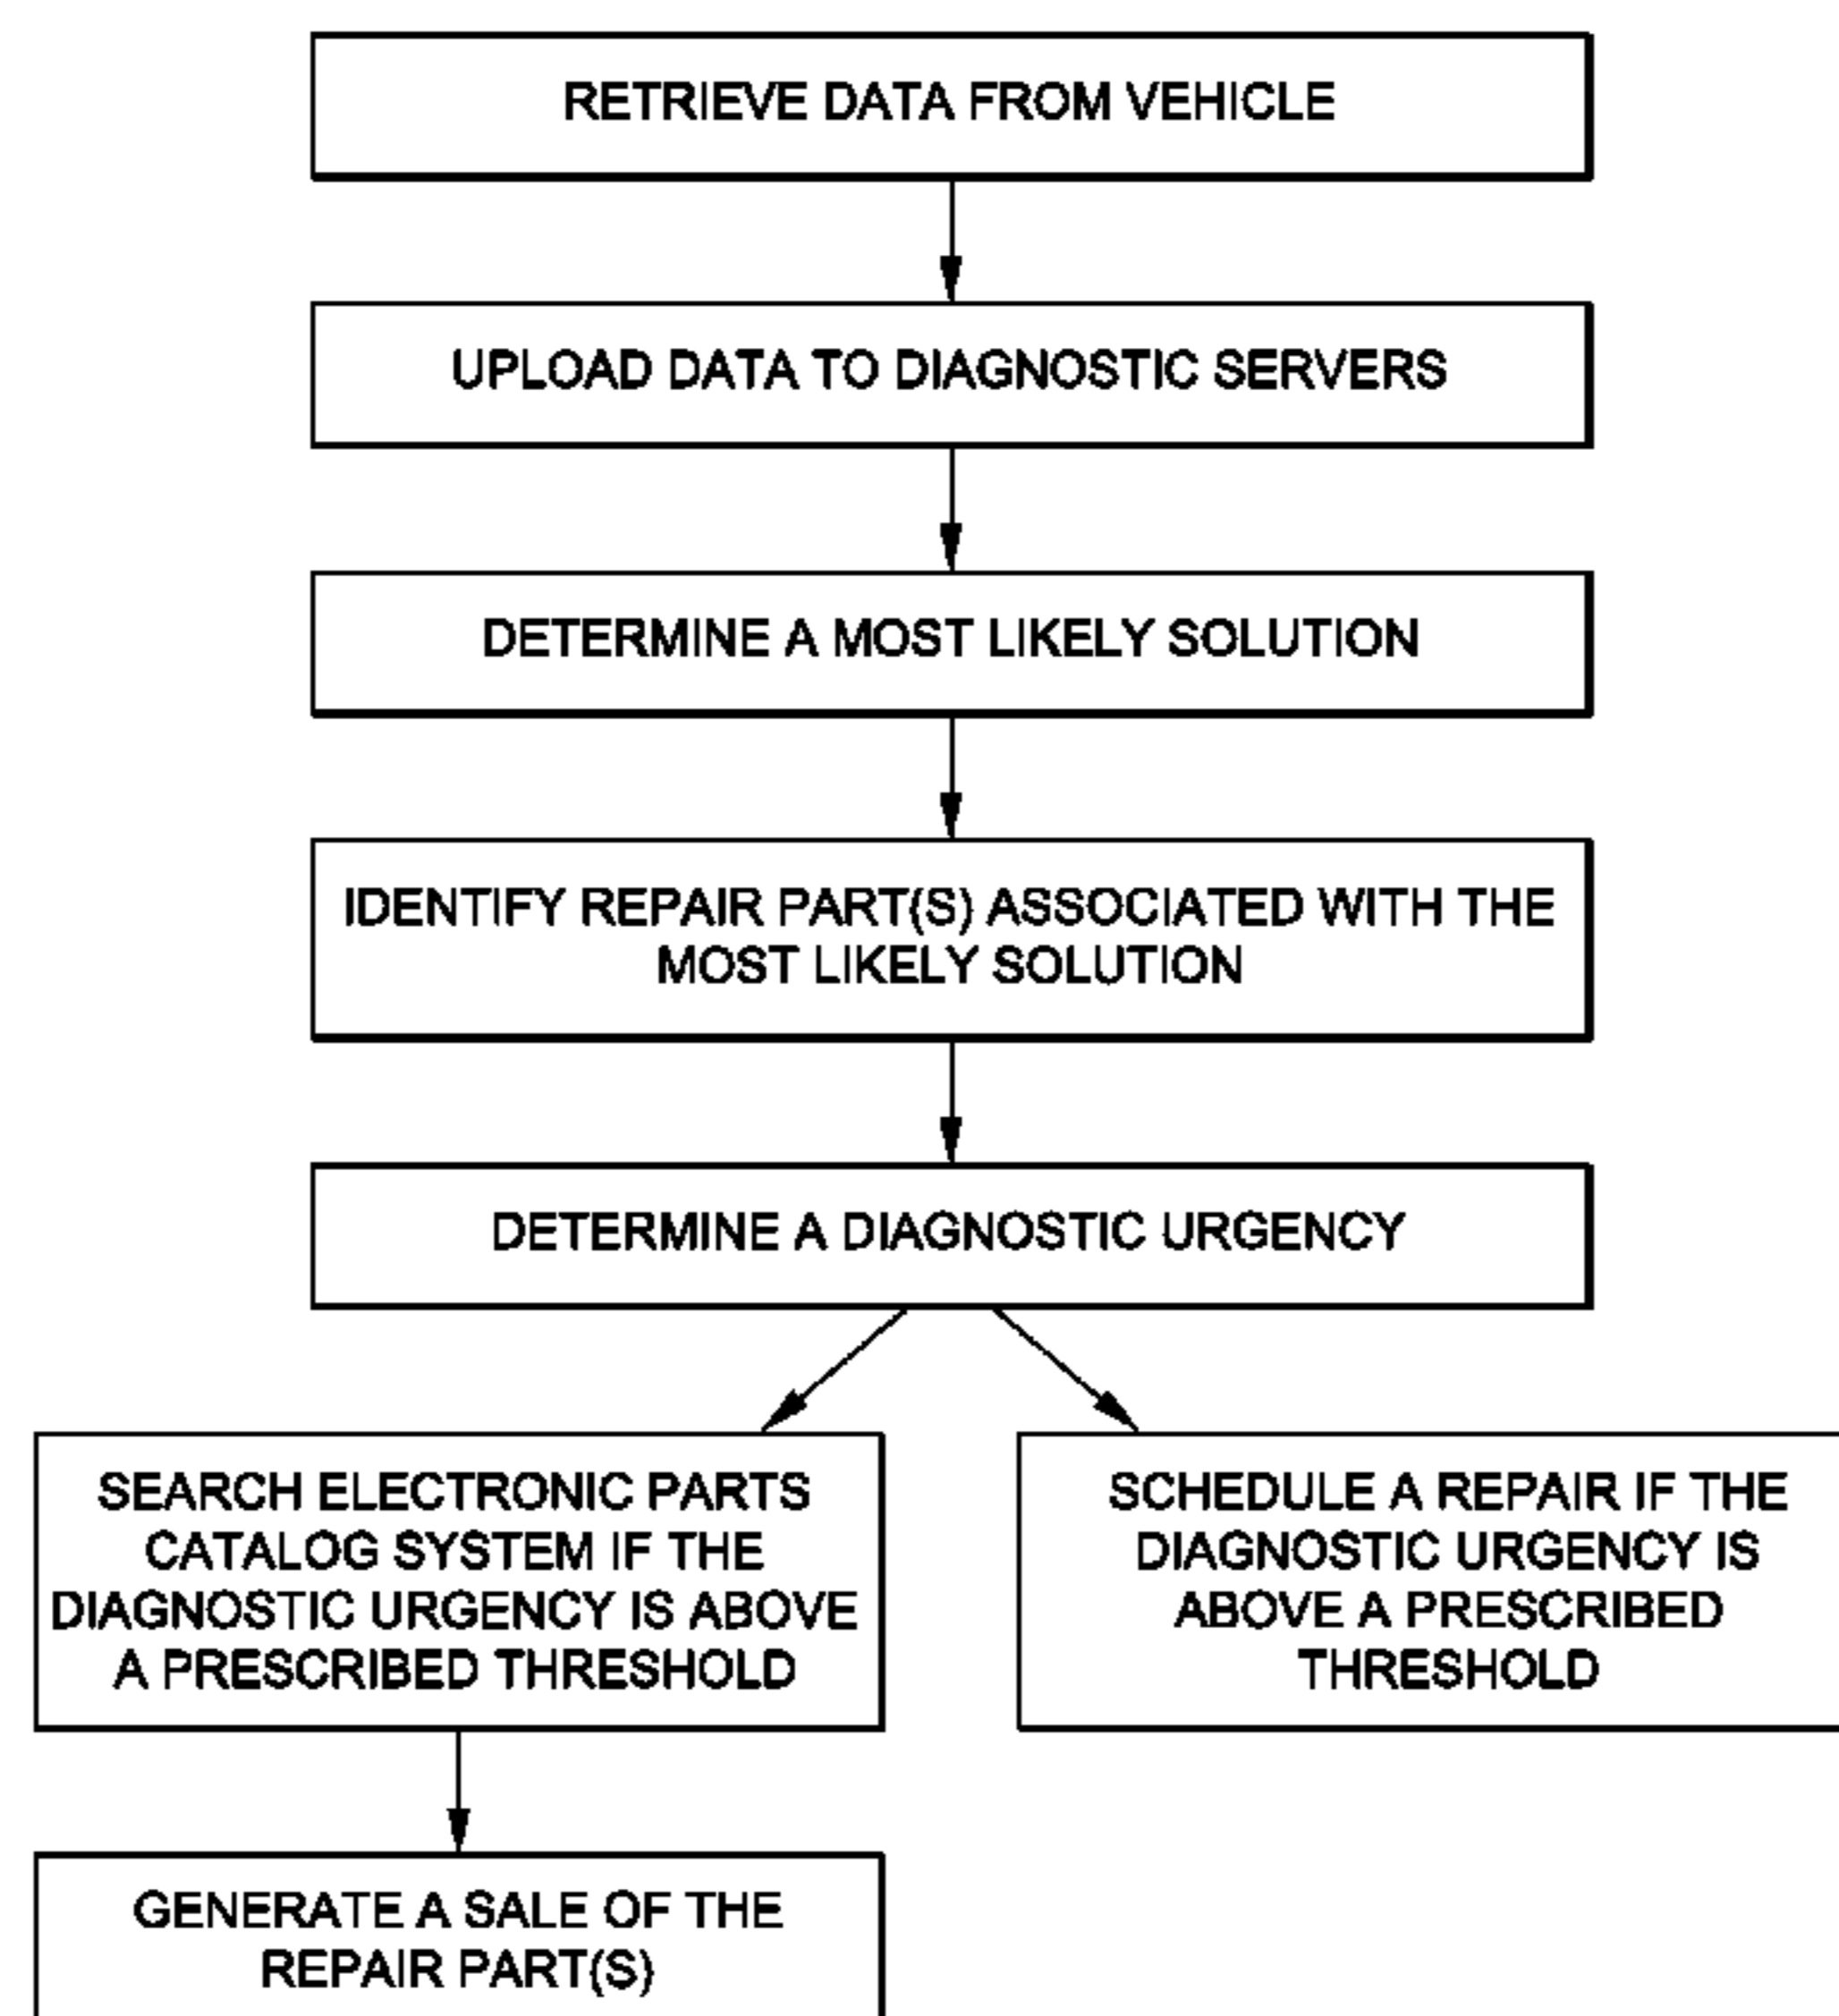 RETRIEVE DATA FROM VEHICLE
UPLOAD DATA TO DIAGNOSTIC SERVERS
DETERMINE A MOST LIKELY SOLUTION
IDENTIFY REPAIR PART(S) ASSOCIATED WITH THE
MOST LIKELY SOLUTION
DETERMINE A DIAGNOSTIC URGENCY
SEARCH ELECTRONIC PARTS
CATALOG SYSTEM IF THE
DIAGNOSTIC URGENCY IS ABOVE
A PRESCRIBED THRESHOLD
SCHEDULE A REPAIR IF THE
DIAGNOSTIC URGENCY IS
ABOVE A PRESCRIBED
THRESHOLD
GENERATE A SALE OF THE
REPAIR PART(S)